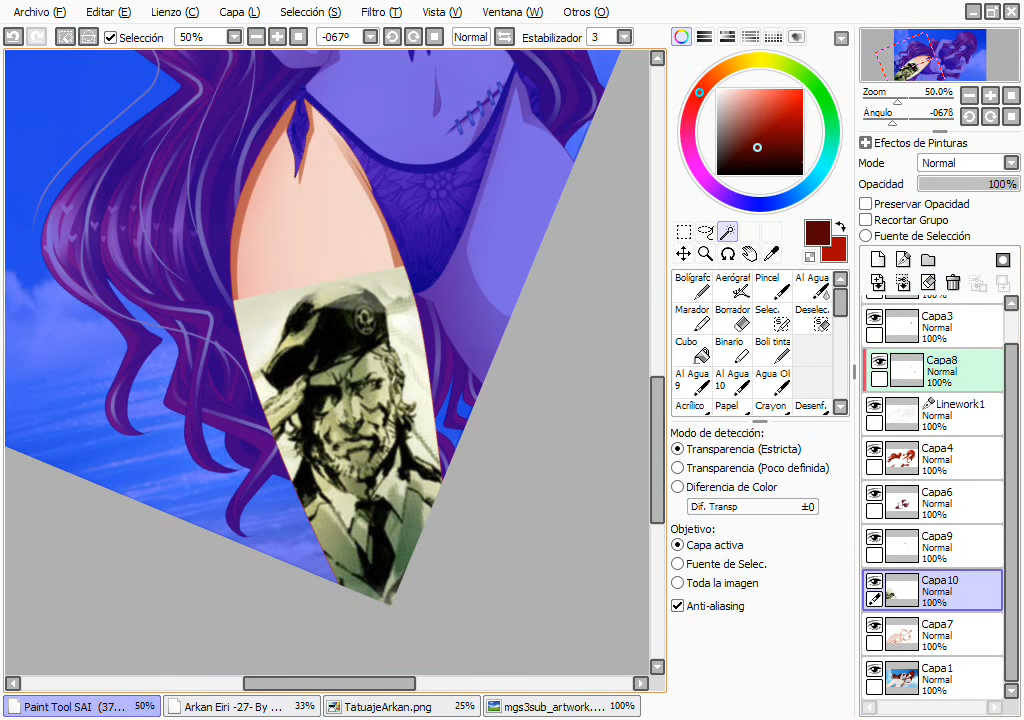 Archivo (F) Editar (E) Lienzo (C) Capa (L) Selección (S) Filtro (T) Vista (V) Ventana (W) Otros (O)
Selección 50% -067º Normal Estabilizador 3
Zoom 50.0%
Ángulo -067º
Efectos de Pinturas
Modo Normal
Opacidad 100%
Preservar Opacidad
Recortar Grupo
Fuente de Selección
Bolígrafo Aerógraf Pincel Al Agua
Marador Borrador Selec. Deselec.
Cubo Binario Boli tinta
Al Agua 9 Al Agua 10 Agua Ol
Acrílico Papel Crayon Desenf.
Modo de detección:
Transparencia (Estricta)
Transparencia (Poco definida)
Diferencia de Color
Dif. Transp ±0
Objetivo:
Capa activa
Fuente de Selec.
Toda la imagen
Anti-aliasing
100%
Capa3
Normal
100%
Capa8
Normal
100%
Linework1
Normal
100%
Capa4
Normal
100%
Capa6
Normal
100%
Capa9
Normal
100%
Capa10
Normal
100%
Capa7
Normal
100%
Capa1
Normal
100%
Paint Tool SAI (37... 50% Arkan Eiri -27- By ... 33% TatuajeArkan.png 25% mgs3sub_artwork.... 100%